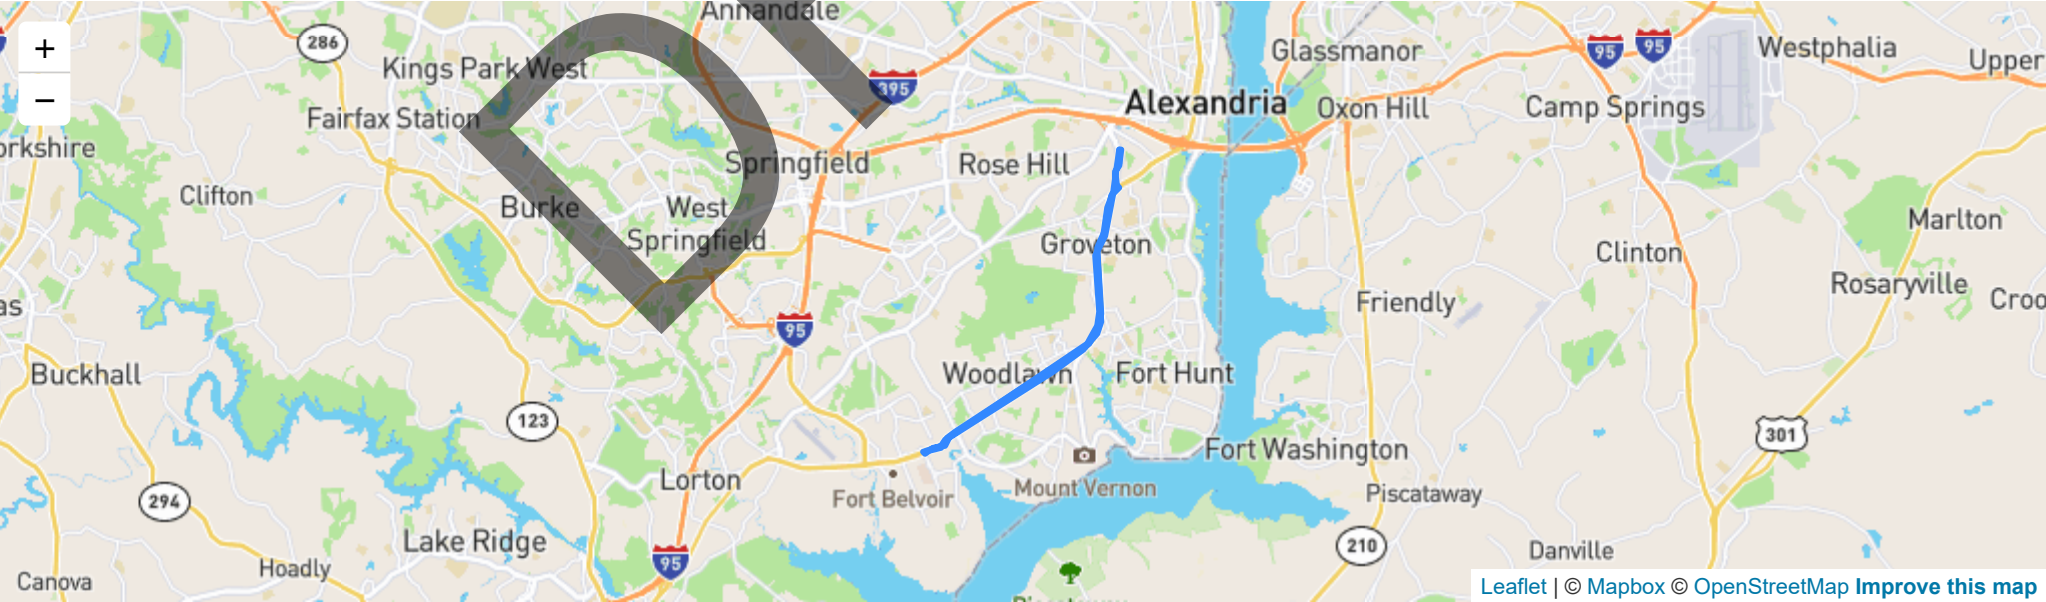 +
−
286
Annandale
Kings Park West
395
Glassmanor
95
95
Westphalia
Upper
Fairfax Station
Alexandria
Oxon Hill
Camp Springs
orkshire
Springfield
Rose Hill
Clifton
Burke
West
Springfield
Groveton
Marlton
Clinton
Rosaryville
Croo
as
Friendly
95
Buckhall
Woodlawn
Fort Hunt
123
301
Fort Washington
Lorton
294
Fort Belvoir
Mount Vernon
Piscataway
Lake Ridge
210
Danville
95
Hoadly
Canova
Leaflet | © Mapbox © OpenStreetMap Improve this map